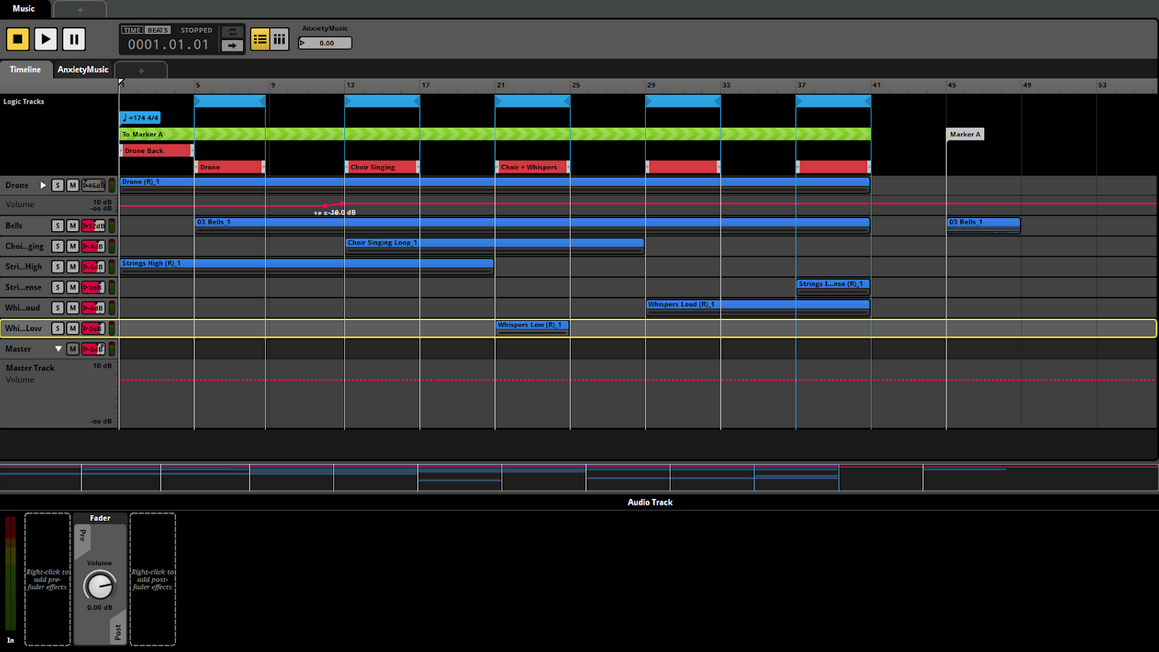 Music
+
TIME BEATS STOPPED
0001.01.01
AnxietyMusic
0.00
Timeline AnxietyMusic +
1 5 9 13 17 21 25 29 33 37 41 45 49 53
Logic Tracks
♩=174 4/4
To Marker A
Marker A
Drone Back
Drone
Choir Singing
Choir + Whispers
Drone
S M
Drone (R)_1
Volume
10 dB
-oo dB
Bells
S M
03 Bells_1
03 Bells_1
Choi...ging
S M
Choir Singing Loop_1
Stri...High
S M
Strings High (R)_1
Stri...ense
S M
Strings I...ose (R)_1
Whi...oud
S M
Whispers Loud (R)_1
Whi...Low
S M
Whispers Low (R)_1
Master
M
Master Track
Volume
10 dB
-oo dB
Audio Track
In
Right-click to add pre-fader effects
Fader
Pre
Volume
0.00 dB
Post
Right-click to add post-fader effects